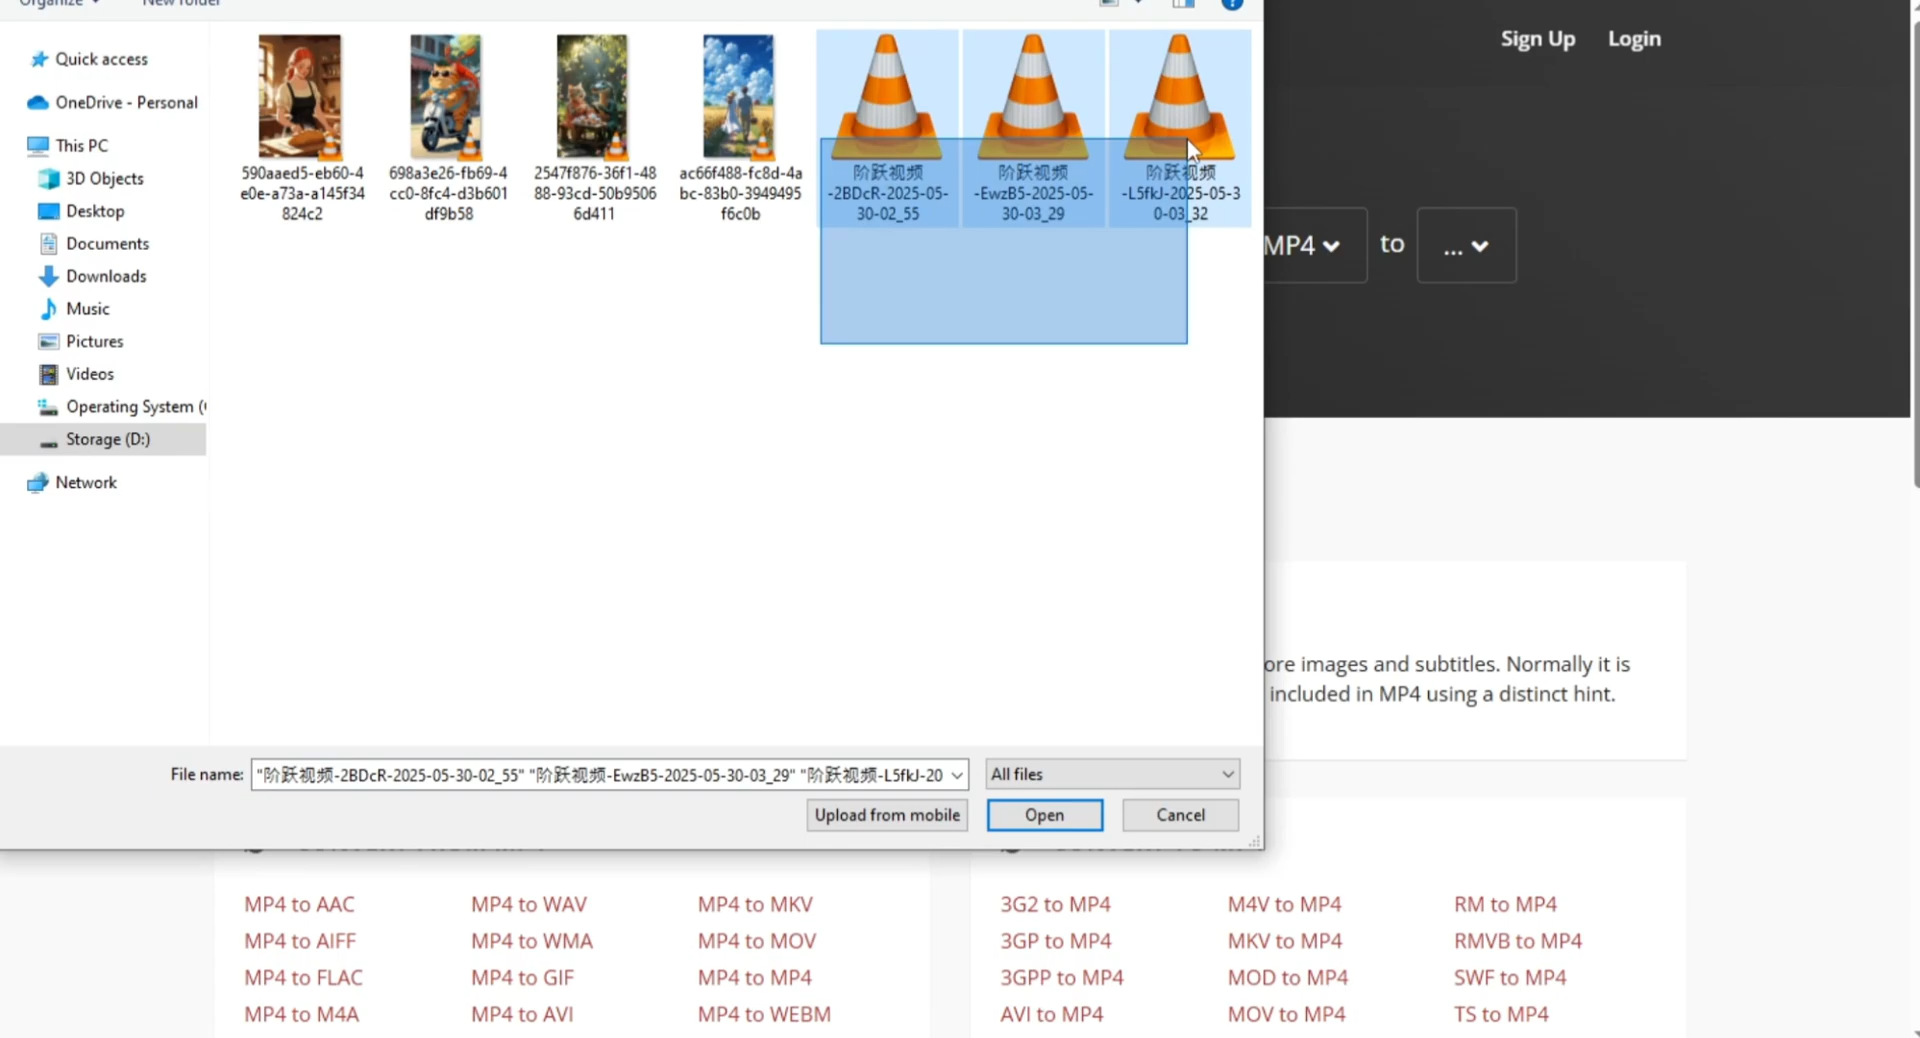 Organize
New folder
Sign Up
Login
Quick access
OneDrive - Personal
This PC
3D Objects
Desktop
Documents
Downloads
Music
Pictures
Videos
Operating System (
Storage (D:)
Network
590aaed5-eb60-4
e0e-a73a-a145f34
824c2
698a3e26-fb69-4
cc0-8fc4-d3b601
df9b58
2547f876-36f1-48
88-93cd-50b9506
6d411
ac66f488-fc8d-4a
bc-83b0-3949495
f6c0b
阶跃视频
-2BDcR-2025-05-
30-02_55
阶跃视频
-EwzB5-2025-05-
30-03_29
阶跃视频
-L5fkJ-2025-05-3
0-03_32
MP4
to
...
ore images and subtitles. Normally it is
included in MP4 using a distinct hint.
File name:
"阶跃视频-2BDcR-2025-05-30-02_55" "阶跃视频-EwzB5-2025-05-30-03_29" "阶跃视频-L5fkJ-20
All files
Upload from mobile
Open
Cancel
MP4 to AAC
MP4 to WAV
MP4 to MKV
MP4 to AIFF
MP4 to WMA
MP4 to MOV
MP4 to FLAC
MP4 to GIF
MP4 to MP4
MP4 to M4A
MP4 to AVI
MP4 to WEBM
3G2 to MP4
M4V to MP4
RM to MP4
3GP to MP4
MKV to MP4
RMVB to MP4
3GPP to MP4
MOD to MP4
SWF to MP4
AVI to MP4
MOV to MP4
TS to MP4